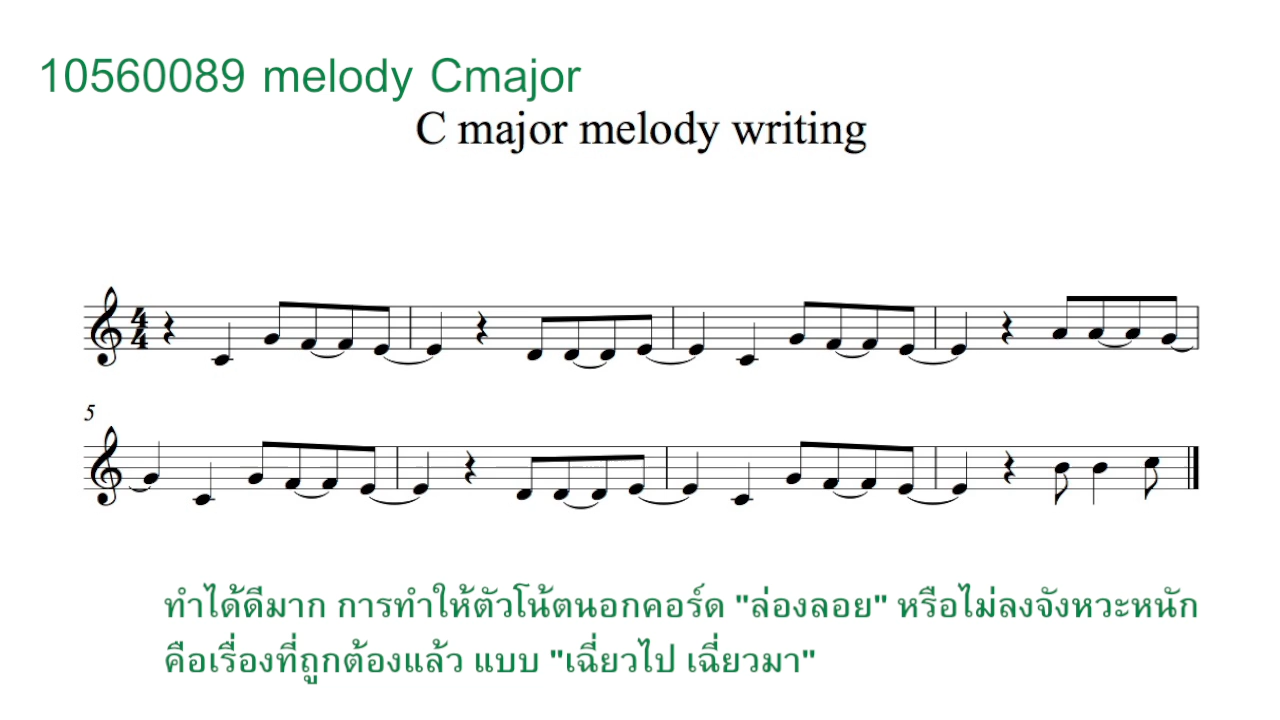 10560089 melody Cmajor
C major melody writing
5
ทำได้ดีมาก การทำให้ตัวโน้ตนอกคอร์ด "ล่องลอย" หรือไม่ลงจังหวะหนัก
คือเรื่องที่ถูกต้องแล้ว แบบ "เฉี่ยวไป เฉี่ยวมา"